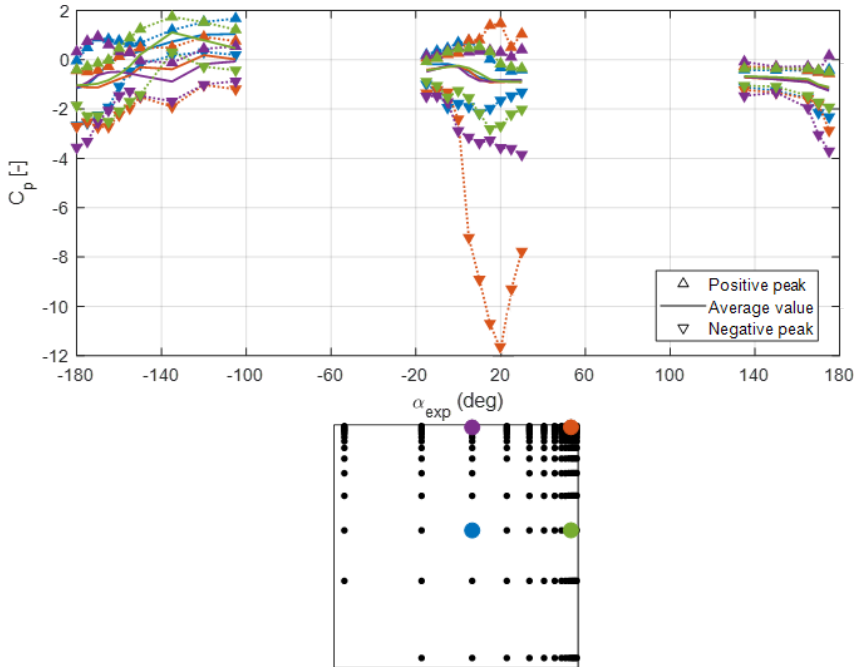 2
0
-2
-4
-6
-8
-10
-12
C_p [-]
Positive peak
Average value
Negative peak
-180 -140 -100 -60 -20 20 60 100 140 180
α_exp (deg)